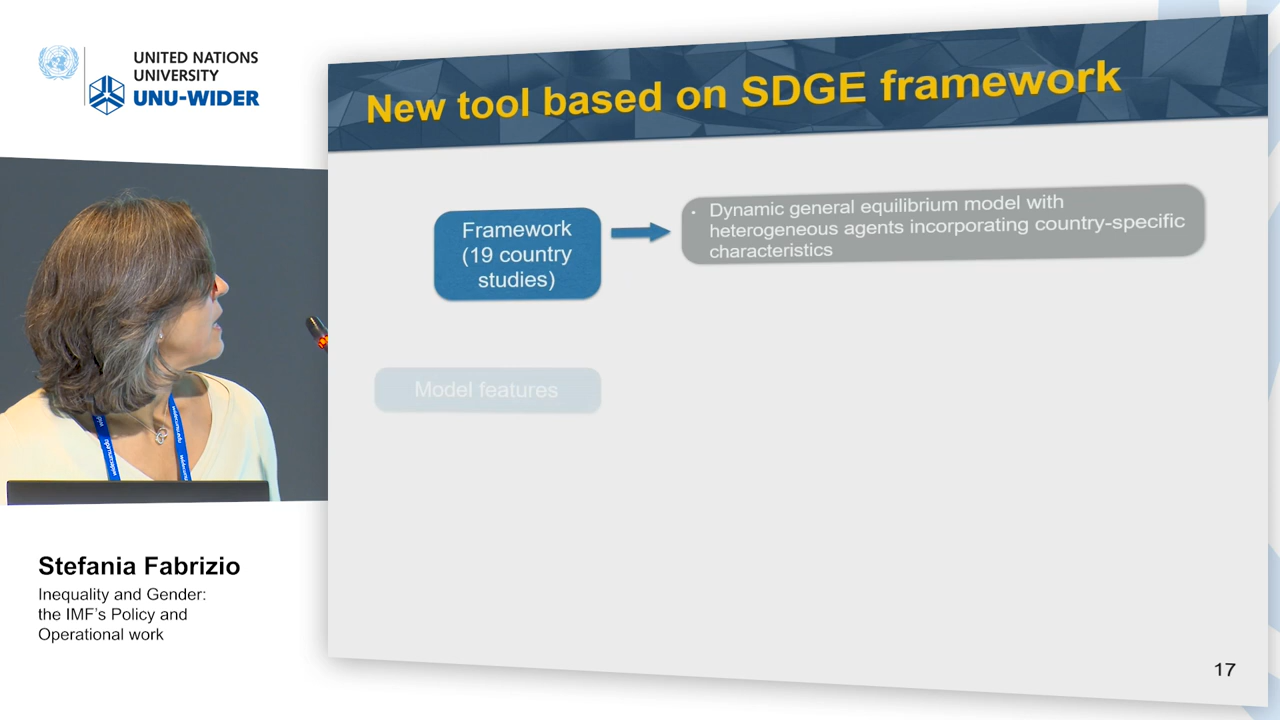 UNITED NATIONS
UNIVERSITY
UNU-WIDER
New tool based on SDGE framework
Framework
(19 country
studies)
• Dynamic general equilibrium model with
heterogeneous agents incorporating country-specific
characteristics
Model features
Stefania Fabrizio
Inequality and Gender:
the IMF's Policy and
Operational work
17